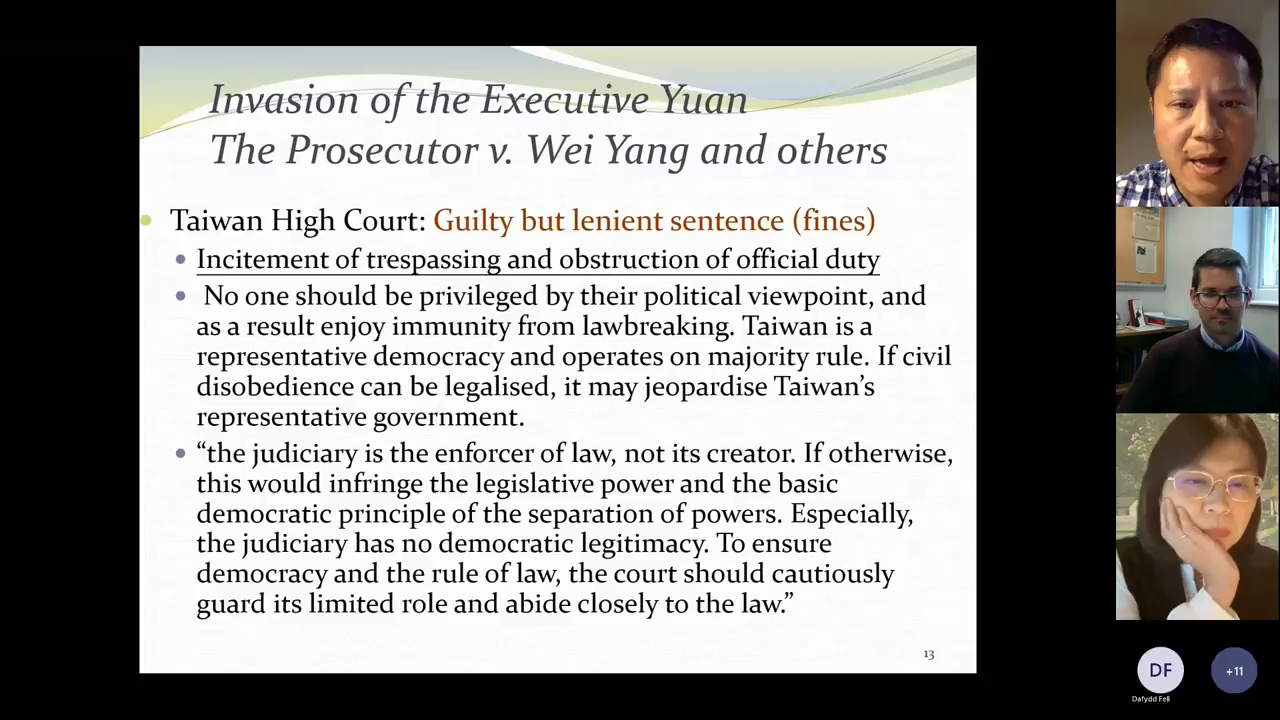 Invasion of the Executive Yuan
The Prosecutor v. Wei Yang and others
Taiwan High Court: Guilty but lenient sentence (fines)
Incitement of trespassing and obstruction of official duty
No one should be privileged by their political viewpoint, and
as a result enjoy immunity from lawbreaking. Taiwan is a
representative democracy and operates on majority rule. If civil
disobedience can be legalised, it may jeopardise Taiwan's
representative government.
“the judiciary is the enforcer of law, not its creator. If otherwise,
this would infringe the legislative power and the basic
democratic principle of the separation of powers. Especially,
the judiciary has no democratic legitimacy. To ensure
democracy and the rule of law, the court should cautiously
guard its limited role and abide closely to the law.”
13
DF
+11
Dafydd Fell